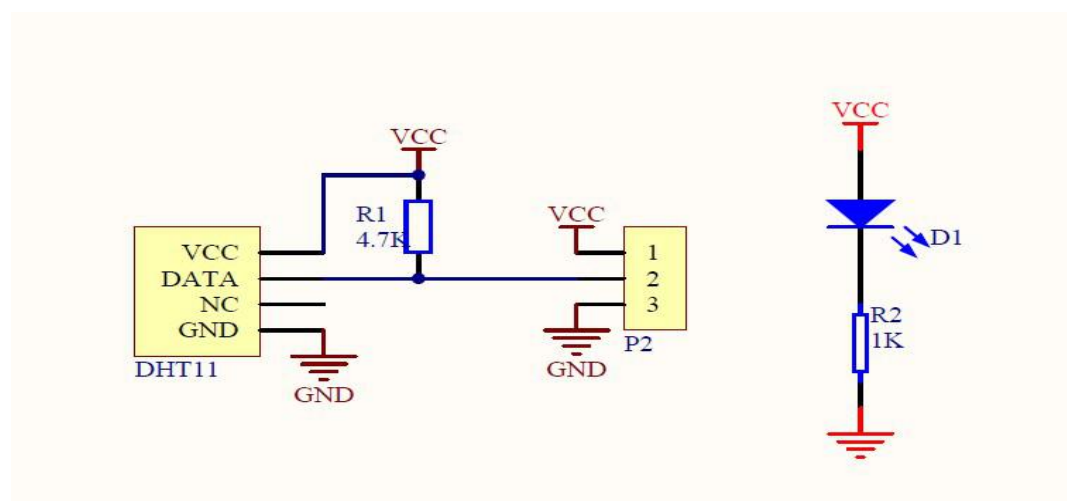 VCC
R1
4.7K
VCC
DATA
NC
GND
DHT11
GND
VCC
1
2
3
P2
GND
VCC
D1
R2
1K